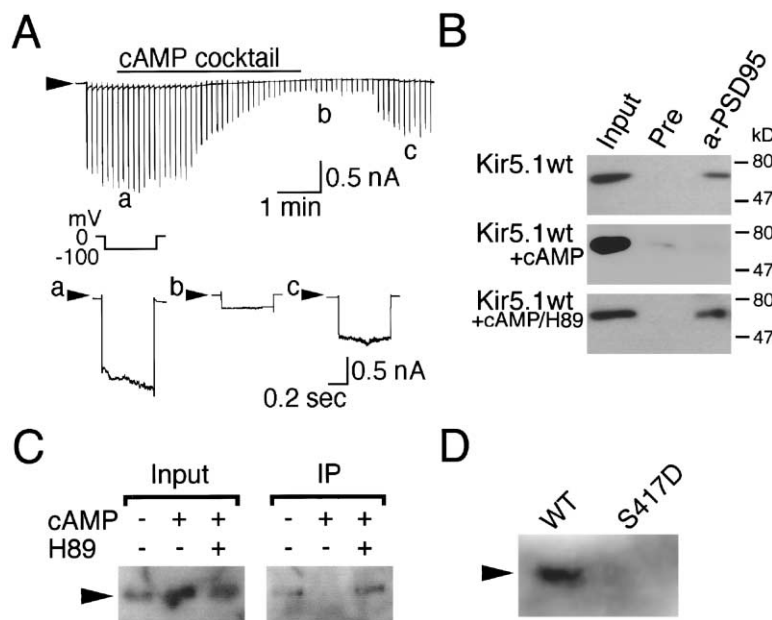 A
cAMP cocktail
b
c
a
0.5 nA
1 min
mV
0
-100
a
b
c
0.5 nA
0.2 sec
B
Input
Pre
a-PSD95
kD
Kir5.1wt
80
47
Kir5.1wt
+cAMP
80
47
Kir5.1wt
+cAMP/H89
80
47
C
Input
IP
cAMP - + + - + +
H89 - - + - - +
D
WT
S417D